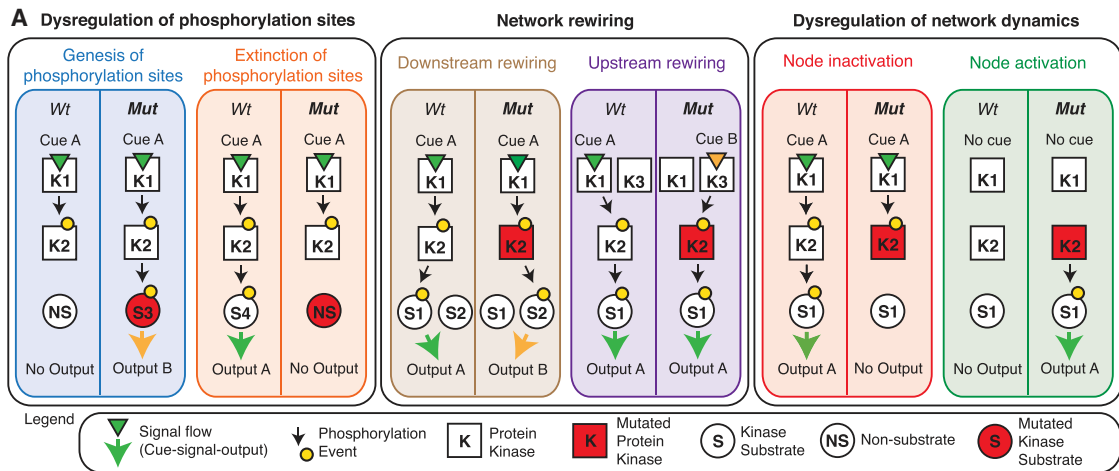 A
Dysregulation of phosphorylation sites
Network rewiring
Dysregulation of network dynamics
Genesis of
phosphorylation sites
Extinction of
phosphorylation sites
Downstream rewiring
Upstream rewiring
Node inactivation
Node activation
Wt
Mut
Wt
Mut
Wt
Mut
Wt
Mut
Wt
Mut
Wt
Mut
Cue A
Cue A
Cue A
Cue A
Cue A
Cue A
Cue A
Cue B
Cue A
Cue A
No cue
No cue
K1
K1
K1
K1
K1
K1
K1
K3
K1
K3
K1
K1
K1
K1
K2
K2
K2
K2
K2
K2
K2
K2
K2
K2
K2
K2
NS
S3
S4
NS
S1
S2
S1
S2
S1
S1
S1
S1
S1
S1
No Output
Output B
Output A
No Output
Output A
Output B
Output A
Output A
Output A
No Output
No Output
Output A
Legend
Signal flow
(Cue-signal-output)
Phosphorylation
Event
K
Protein
Kinase
K
Mutated
Protein
Kinase
S
Kinase
Substrate
NS
Non-substrate
S
Mutated
Kinase
Substrate